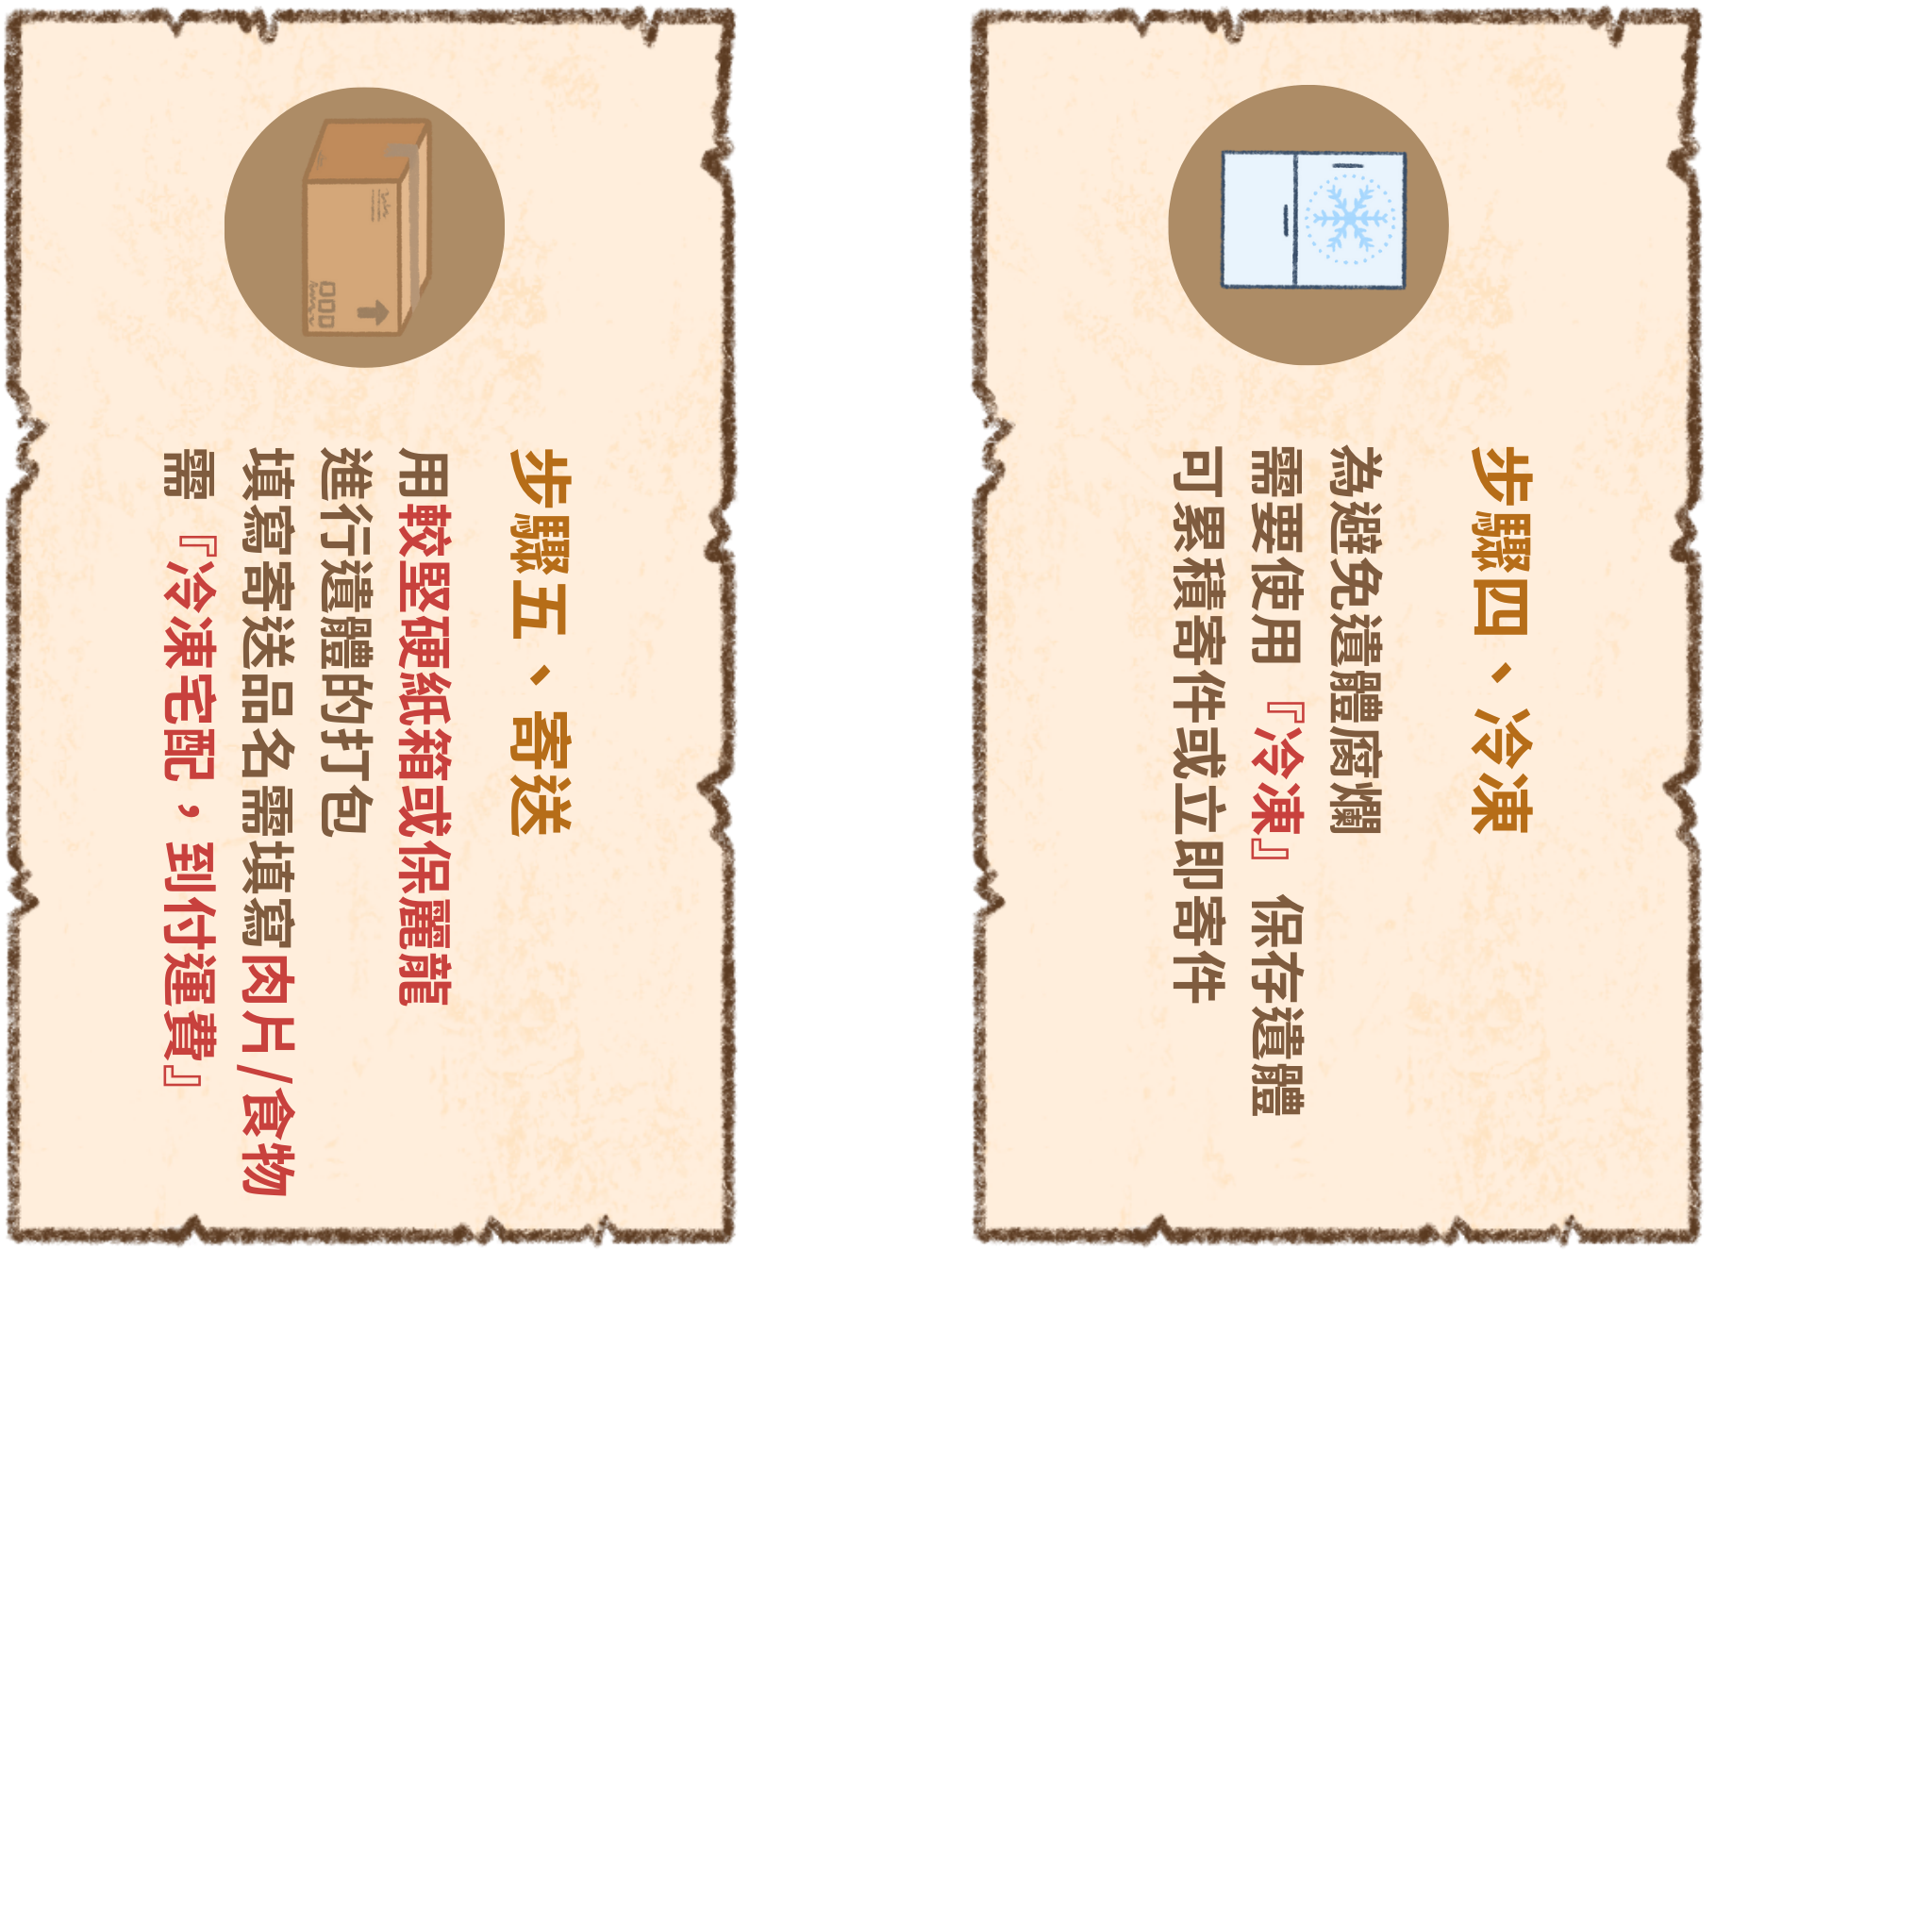 步驟四、冷凍
為避免遺體腐爛
需要使用『冷凍』保存遺體
可累積寄件或立即寄件
步驟五、寄送
用較堅硬紙箱或保麗龍
進行遺體的打包
填寫寄送品名需填寫肉片/食物
需『冷凍宅配，到付運費』